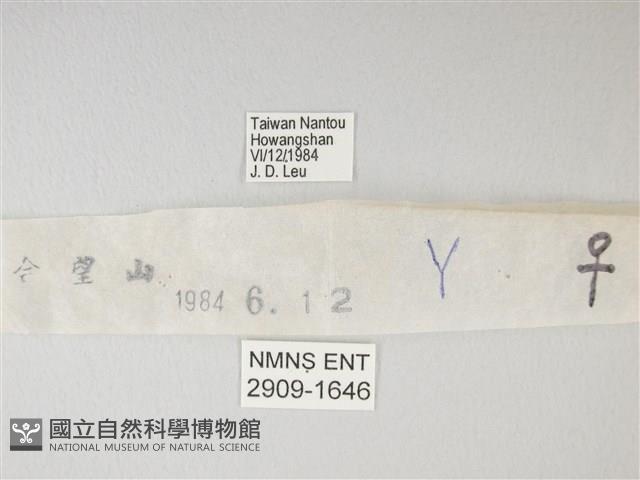 Taiwan Nantou
Howangshan
VI/12/1984
J. D. Leu
合望山 1984 6. 12 Y ♀
NMNS ENT
2909-1646
國立自然科學博物館
NATIONAL MUSEUM OF NATURAL SCIENCE